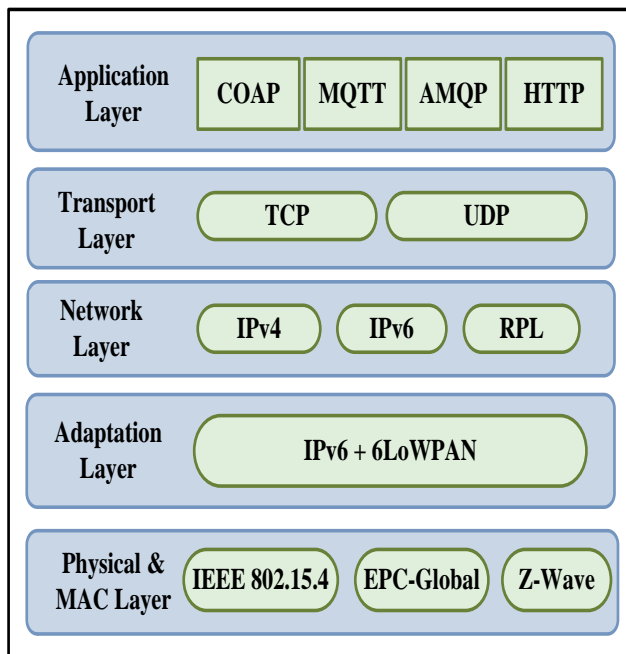 Application
Layer
COAP
MQTT
AMQP
HTTP
Transport
Layer
TCP
UDP
Network
Layer
IPv4
IPv6
RPL
Adaptation
Layer
IPv6 + 6LoWPAN
Physical &
MAC Layer
IEEE 802.15.4
EPC-Global
Z-Wave